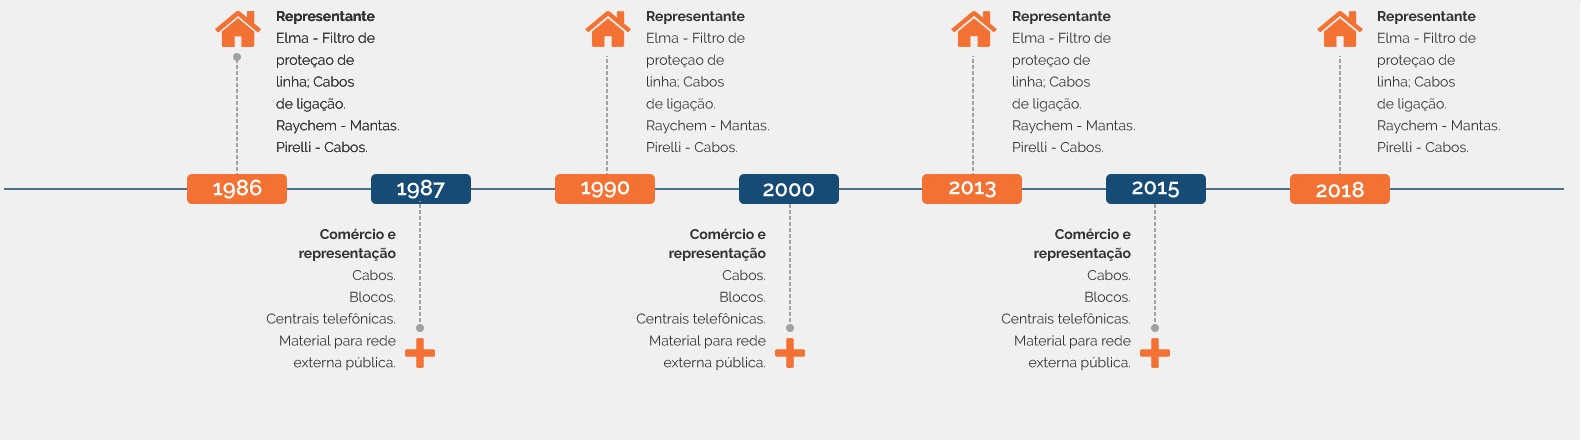 Representante
Elma - Filtro de
proteçao de
linha; Cabos
de ligação.
Raychem - Mantas.
Pirelli - Cabos.
Representante
Elma - Filtro de
proteçao de
linha; Cabos
de ligação.
Raychem - Mantas.
Pirelli - Cabos.
Representante
Elma - Filtro de
proteçao de
linha; Cabos
de ligação.
Raychem - Mantas.
Pirelli - Cabos.
Representante
Elma - Filtro de
proteçao de
linha; Cabos
de ligação.
Raychem - Mantas.
Pirelli - Cabos.
1986
1987
1990
2000
2013
2015
2018
Comércio e
representação
Cabos.
Blocos.
Centrais telefônicas.
Material para rede
externa pública.
Comércio e
representação
Cabos.
Blocos.
Centrais telefônicas.
Material para rede
externa pública.
Comércio e
representação
Cabos.
Blocos.
Centrais telefônicas.
Material para rede
externa pública.